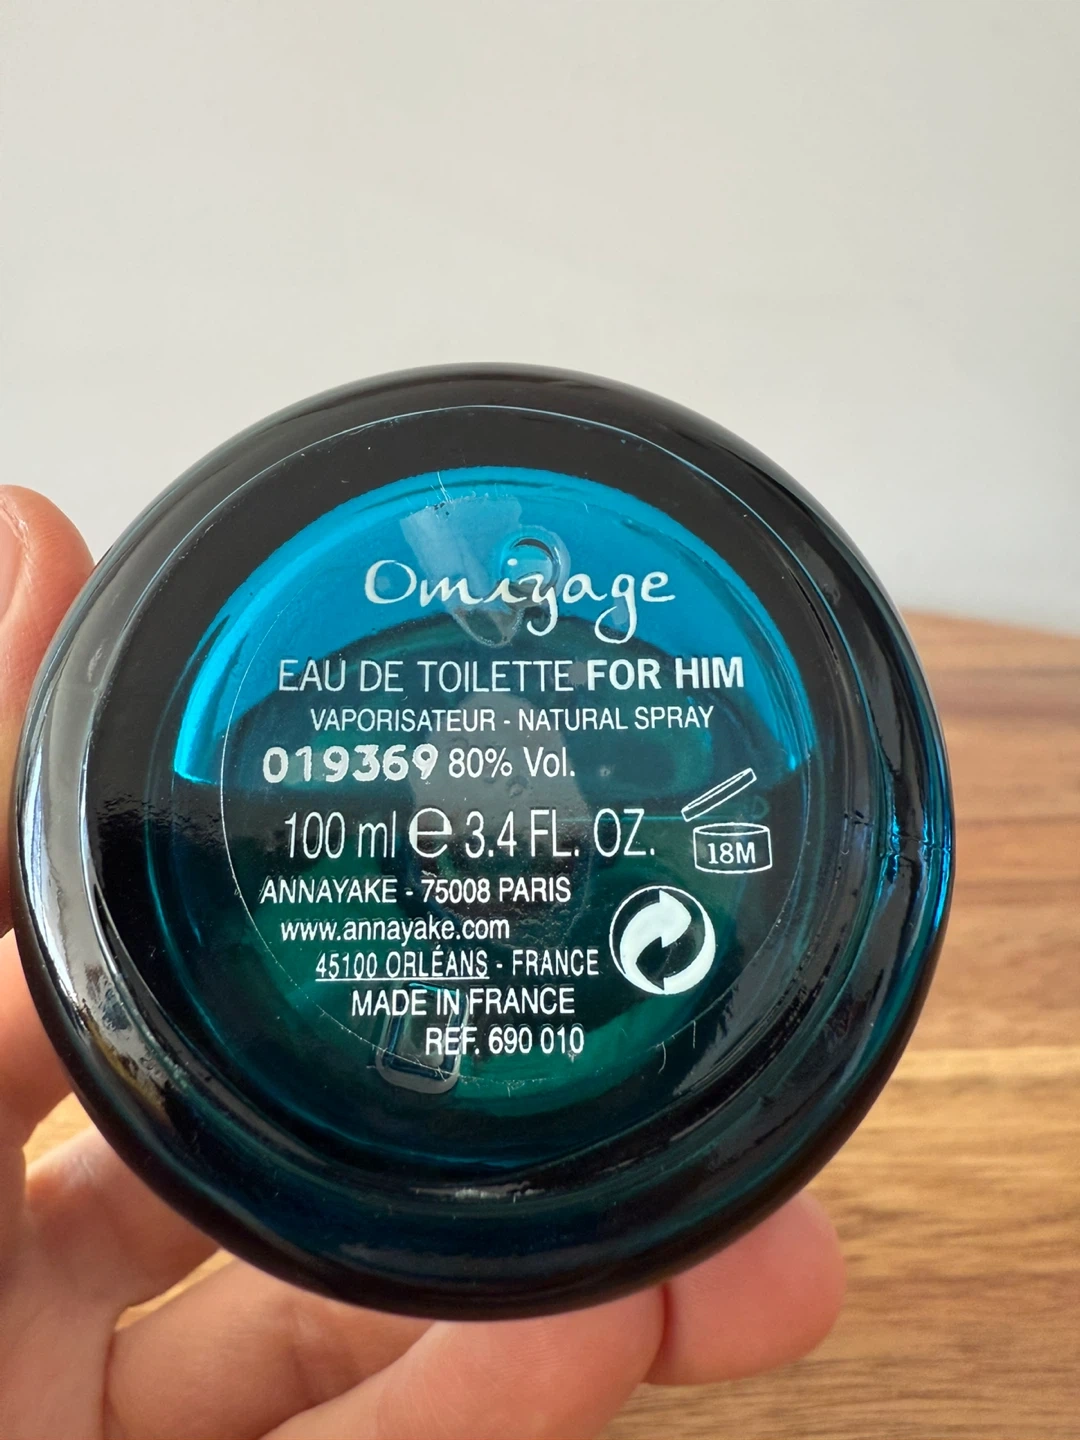 Omiyage
EAU DE TOILETTE FOR HIM
VAPORISATEUR - NATURAL SPRAY
019369 80% Vol.
100 ml ℮ 3.4 FL. OZ.
18M
ANNAYAKE - 75008 PARIS
www.annayake.com
45100 ORLÉANS - FRANCE
MADE IN FRANCE
REF. 690 010